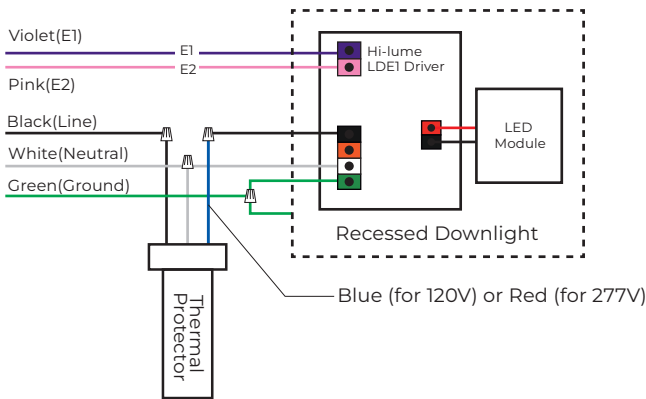 Violet(E1)
E1
E2
Pink(E2)
Hi-lume
LDE1 Driver
Black(Line)
White(Neutral)
Green(Ground)
LED
Module
Recessed Downlight
Blue (for 120V) or Red (for 277V)
Thermal
Protector